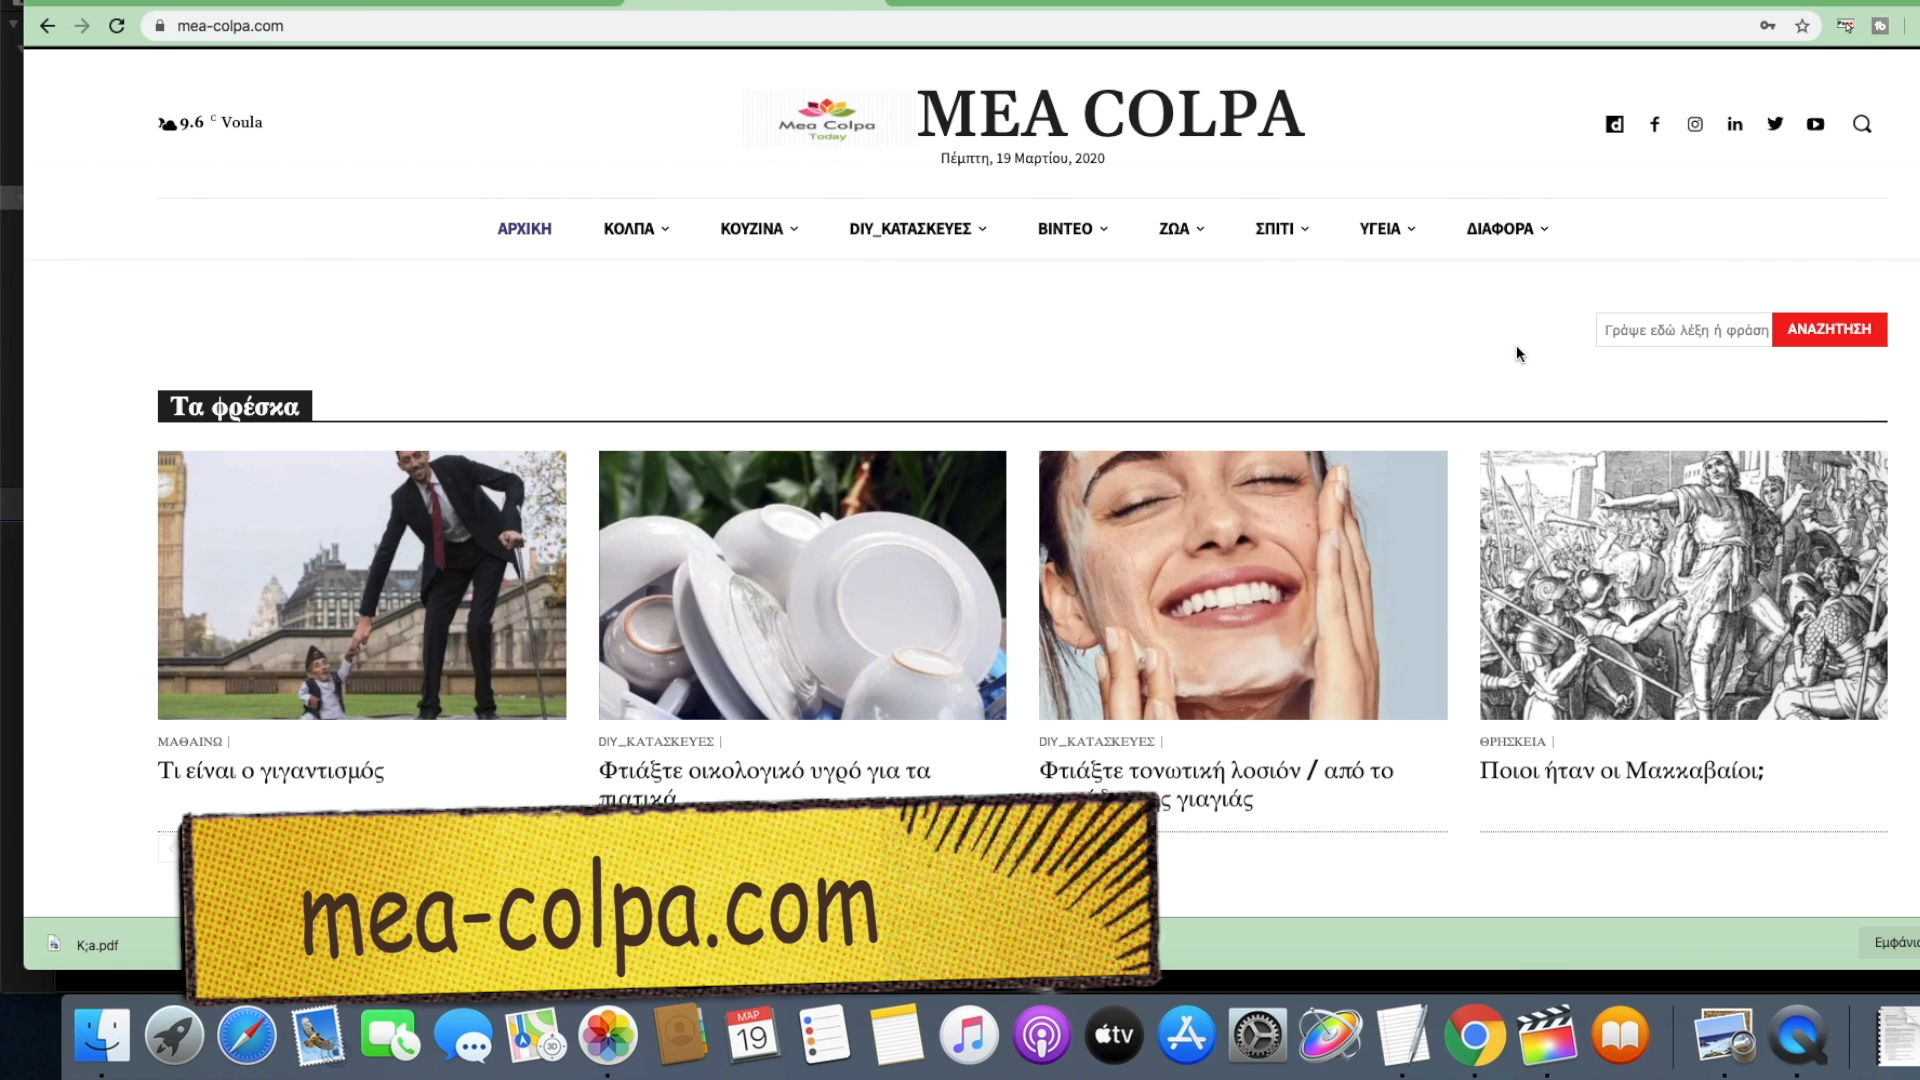 mea-colpa.com
9.6 C Voula
Mea Colpa
Today
MEA COLPA
Πέμπτη, 19 Μαρτίου, 2020
ΑΡΧΙΚΗ ΚΟΛΠΑ ΚΟΥΖΙΝΑ DIY_ΚΑΤΑΣΚΕΥΕΣ ΒΙΝΤΕΟ ΖΩΑ ΣΠΙΤΙ ΥΓΕΙΑ ΔΙΑΦΟΡΑ
Γράψε εδώ λέξη ή φράση ΑΝΑΖΗΤΗΣΗ
Τα φρέσκα
ΜΑΘΑΙΝΩ |
Τι είναι ο γιγαντισμός
DIY_ΚΑΤΑΣΚΕΥΕΣ |
Φτιάξτε οικολογικό υγρό για τα
πιατικά
DIY_ΚΑΤΑΣΚΕΥΕΣ |
Φτιάξτε τονωτική λοσιόν / από το
γιαγιάς
ΘΡΗΣΚΕΙΑ |
Ποιοι ήταν οι Μακκαβαίοι;
mea-colpa.com
Κ;a.pdf
ΜΑΡ
19
3D
tv